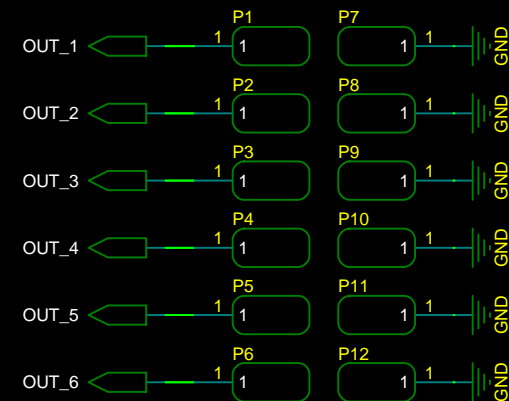 P1 P7
OUT_1 1 1 1 1 GND
P2 P8
OUT_2 1 1 1 1 GND
P3 P9
OUT_3 1 1 1 1 GND
P4 P10
OUT_4 1 1 1 1 GND
P5 P11
OUT_5 1 1 1 1 GND
P6 P12
OUT_6 1 1 1 1 GND